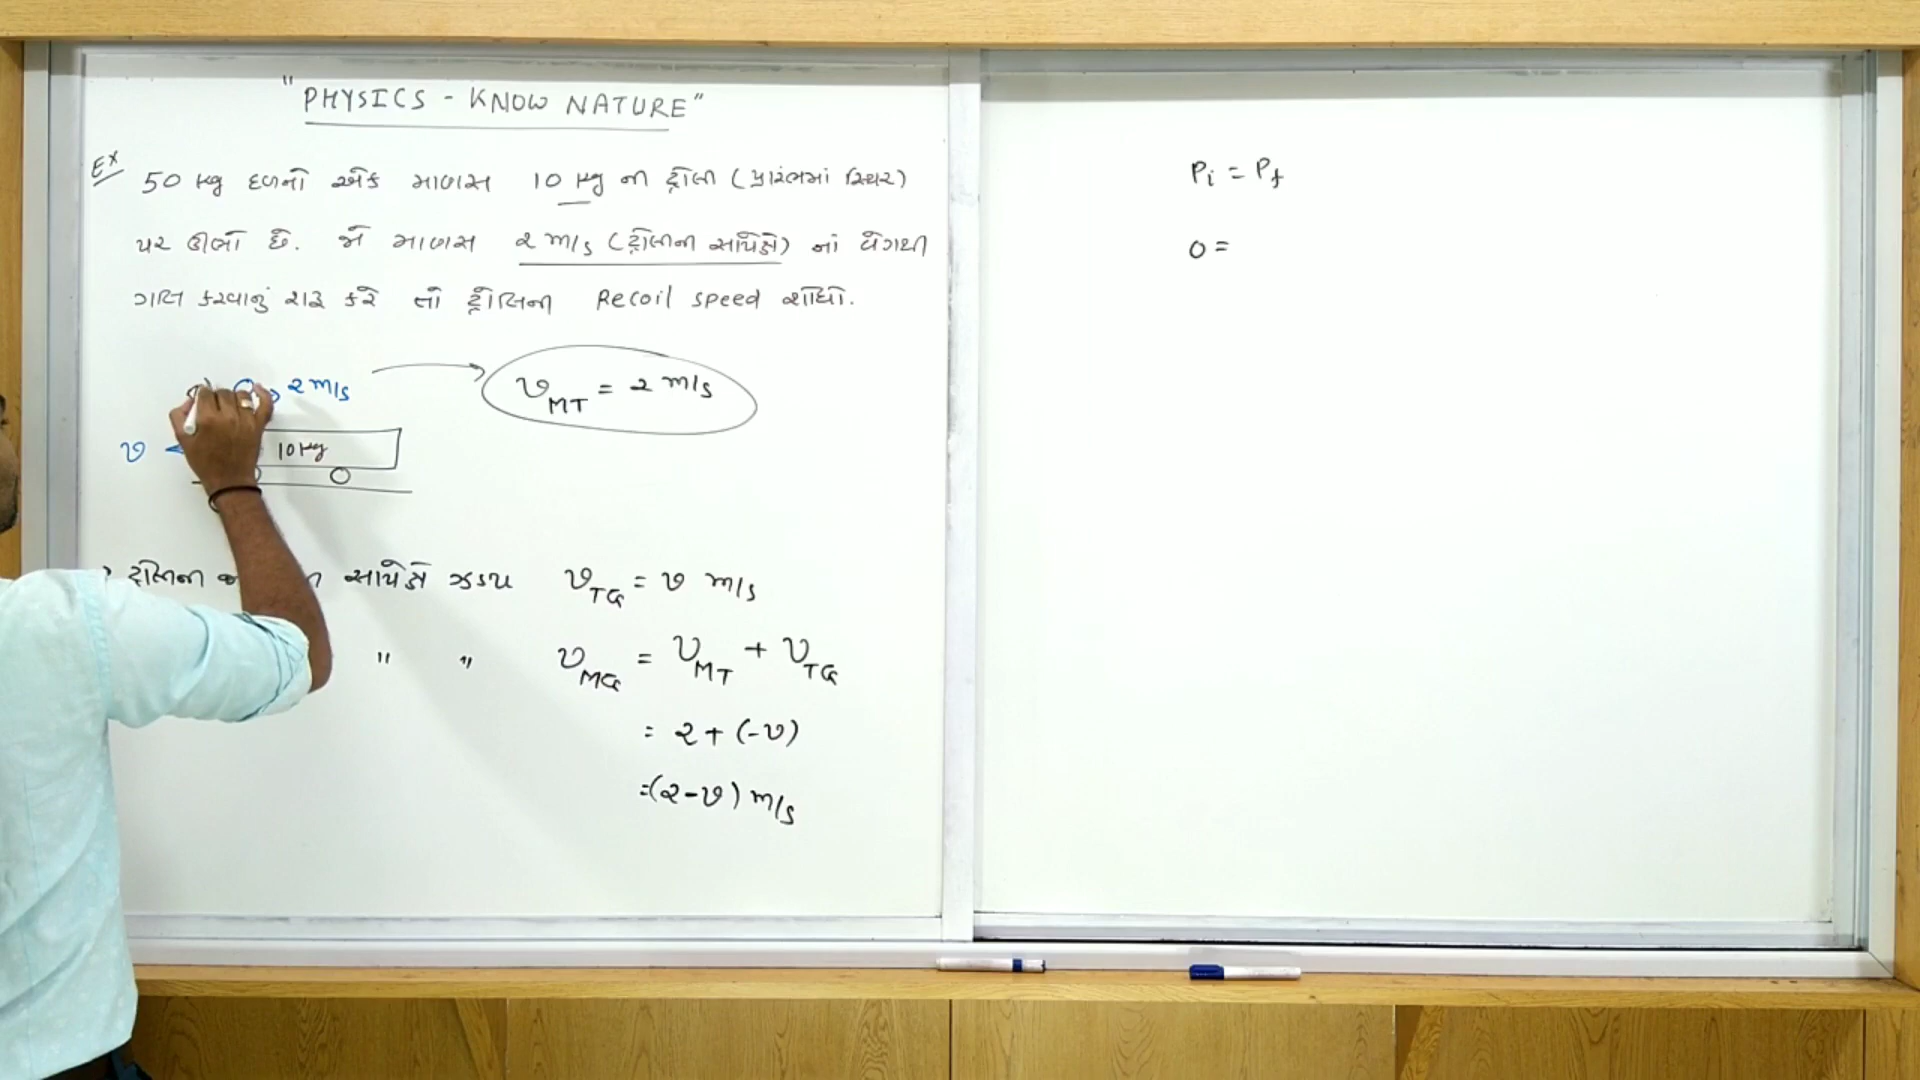 "PHYSICS - KNOW NATURE"
Ex 50 kg દળનો એક માણસ 10 kg ની ટ્રોલી (પ્રારંભમાં સ્થિર)
પર ઊભો છે. જો માણસ 2 m/s (ટ્રોલીની સાપેક્ષે) નાં વેગથી
ગતિ કરવાનું શરૂ કરે તો ટ્રોલિની Recoil speed શોધો.
2 m/s
v_MT = 2 m/s
v
10 kg
ટ્રોલિની સાપેક્ષે ઝડપ v_TG = v m/s
" " v_MG = v_MT + v_TG
= 2 + (-v)
= (2-v) m/s
P_i = P_f
0 =